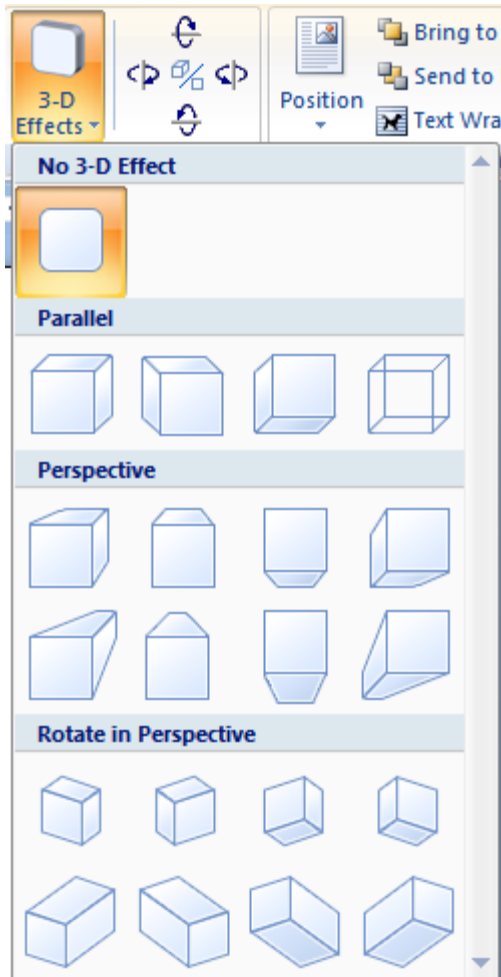 3-D
Effects
Position
Bring to
Send to
Text Wra
No 3-D Effect
Parallel
Perspective
Rotate in Perspective